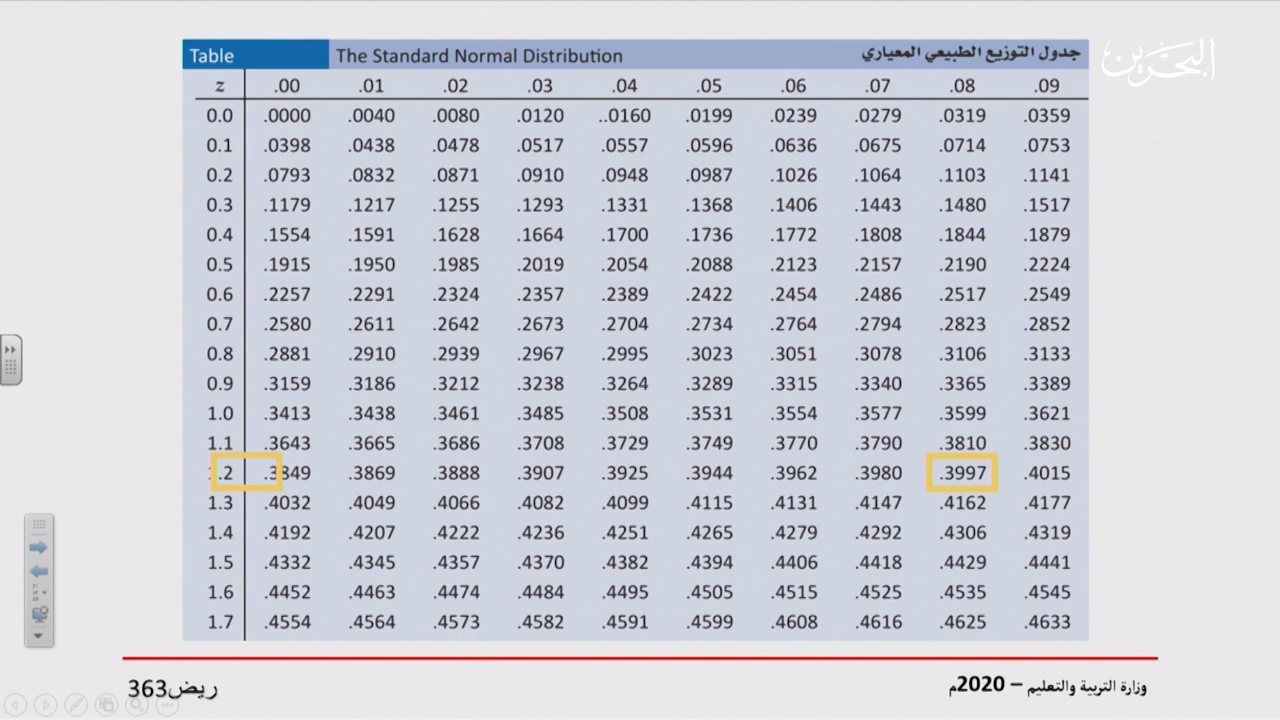 Table The Standard Normal Distribution جدول التوزيع الطبيعي المعياري
البحرين
z .00 .01 .02 .03 .04 .05 .06 .07 .08 .09
0.0 .0000 .0040 .0080 .0120 ..0160 .0199 .0239 .0279 .0319 .0359
0.1 .0398 .0438 .0478 .0517 .0557 .0596 .0636 .0675 .0714 .0753
0.2 .0793 .0832 .0871 .0910 .0948 .0987 .1026 .1064 .1103 .1141
0.3 .1179 .1217 .1255 .1293 .1331 .1368 .1406 .1443 .1480 .1517
0.4 .1554 .1591 .1628 .1664 .1700 .1736 .1772 .1808 .1844 .1879
0.5 .1915 .1950 .1985 .2019 .2054 .2088 .2123 .2157 .2190 .2224
0.6 .2257 .2291 .2324 .2357 .2389 .2422 .2454 .2486 .2517 .2549
0.7 .2580 .2611 .2642 .2673 .2704 .2734 .2764 .2794 .2823 .2852
0.8 .2881 .2910 .2939 .2967 .2995 .3023 .3051 .3078 .3106 .3133
0.9 .3159 .3186 .3212 .3238 .3264 .3289 .3315 .3340 .3365 .3389
1.0 .3413 .3438 .3461 .3485 .3508 .3531 .3554 .3577 .3599 .3621
1.1 .3643 .3665 .3686 .3708 .3729 .3749 .3770 .3790 .3810 .3830
1.2 .3849 .3869 .3888 .3907 .3925 .3944 .3962 .3980 .3997 .4015
1.3 .4032 .4049 .4066 .4082 .4099 .4115 .4131 .4147 .4162 .4177
1.4 .4192 .4207 .4222 .4236 .4251 .4265 .4279 .4292 .4306 .4319
1.5 .4332 .4345 .4357 .4370 .4382 .4394 .4406 .4418 .4429 .4441
1.6 .4452 .4463 .4474 .4484 .4495 .4505 .4515 .4525 .4535 .4545
1.7 .4554 .4564 .4573 .4582 .4591 .4599 .4608 .4616 .4625 .4633
وزارة التربية والتعليم – 2020م
ريض363